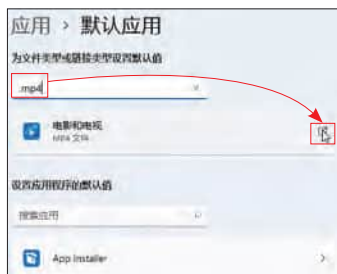 应用 > 默认应用
为文件类型或链接类型设置默认值
.mp4
电影和电视
MP4 文件
设置应用程序的默认值
搜索应用
App Installer